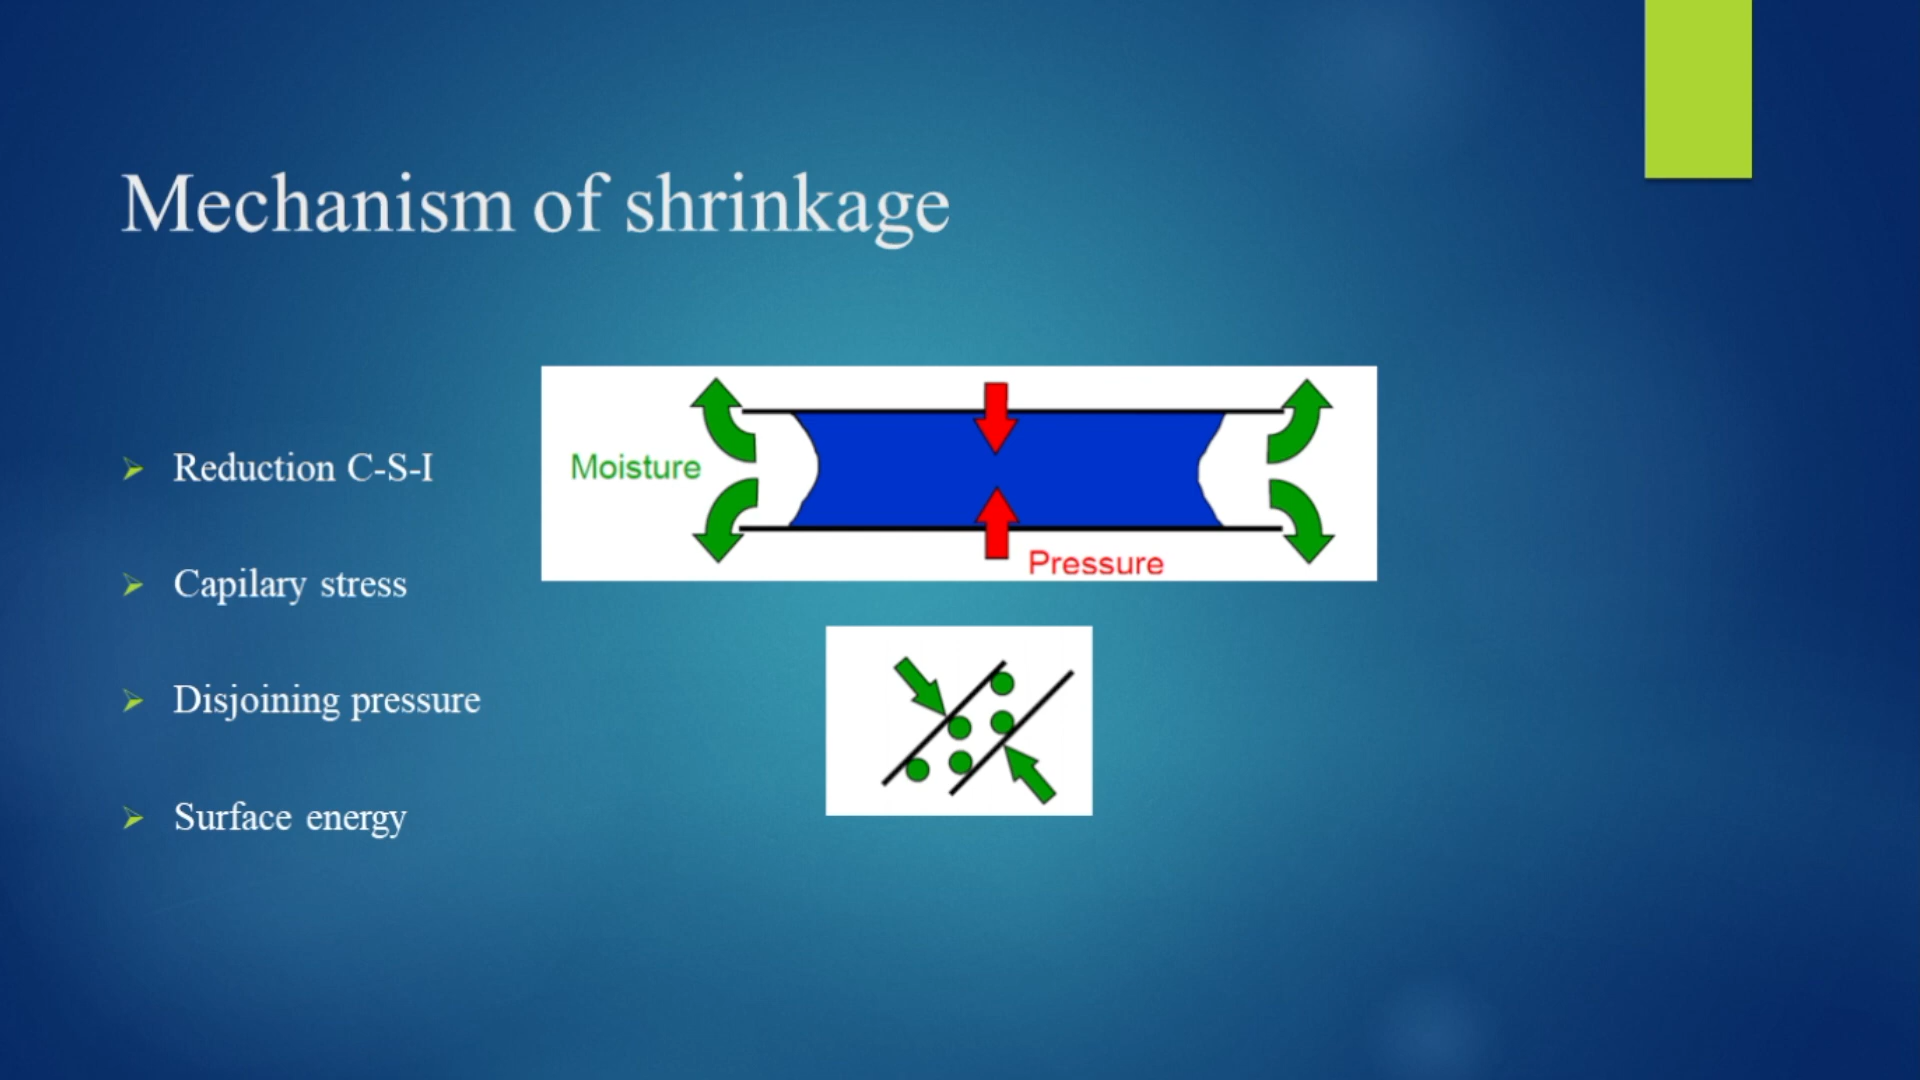 Mechanism of shrinkage
Reduction C-S-I
Capilary stress
Disjoining pressure
Surface energy
Moisture
Pressure